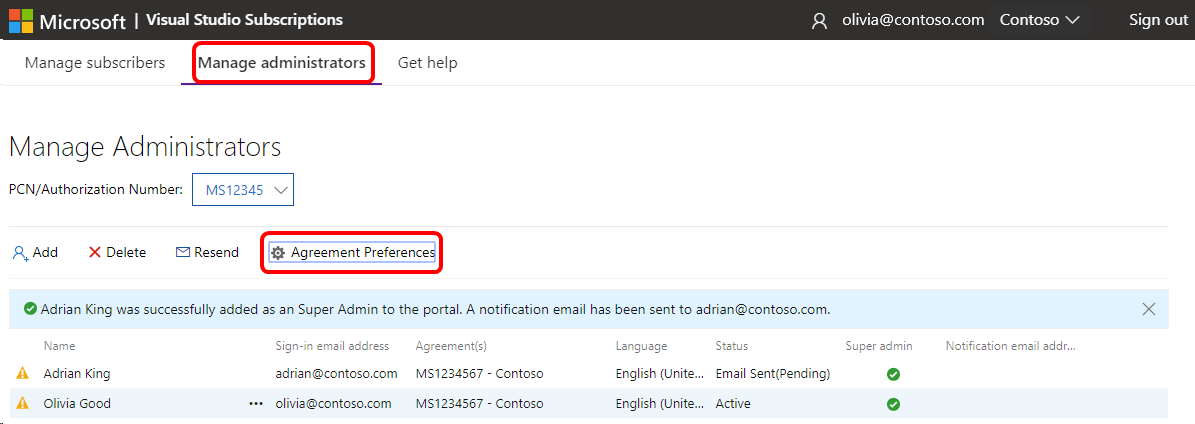 Microsoft | Visual Studio Subscriptions olivia@contoso.com Contoso Sign out
Manage subscribers Manage administrators Get help
Manage Administrators
PCN/Authorization Number: MS12345
Add Delete Resend Agreement Preferences
Adrian King was successfully added as an Super Admin to the portal. A notification email has been sent to adrian@contoso.com.
Name Sign-in email address Agreement(s) Language Status Super admin Notification email addr...
Adrian King adrian@contoso.com MS1234567 - Contoso English (Unite... Email Sent(Pending)
Olivia Good ••• olivia@contoso.com MS1234567 - Contoso English (Unite... Active